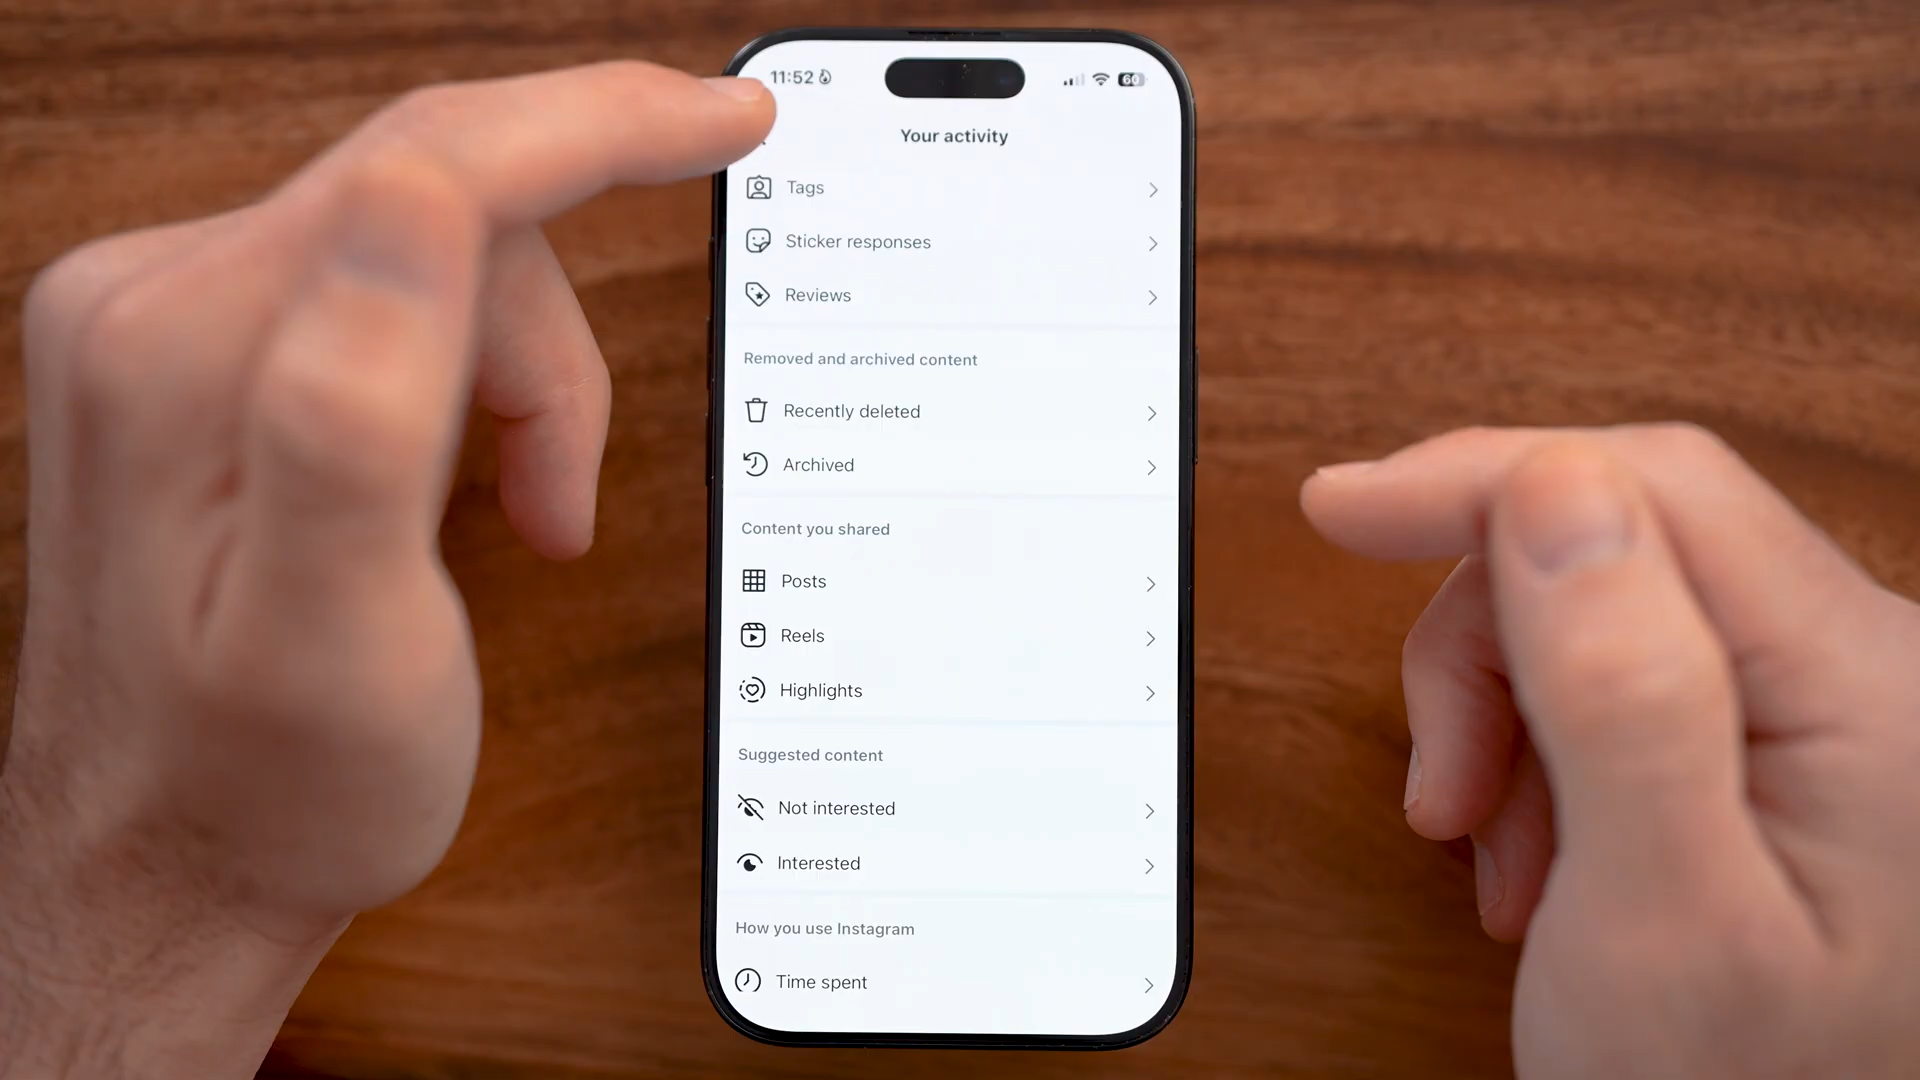 11:52
60
Your activity
Tags
Sticker responses
Reviews
Removed and archived content
Recently deleted
Archived
Content you shared
Posts
Reels
Highlights
Suggested content
Not interested
Interested
How you use Instagram
Time spent